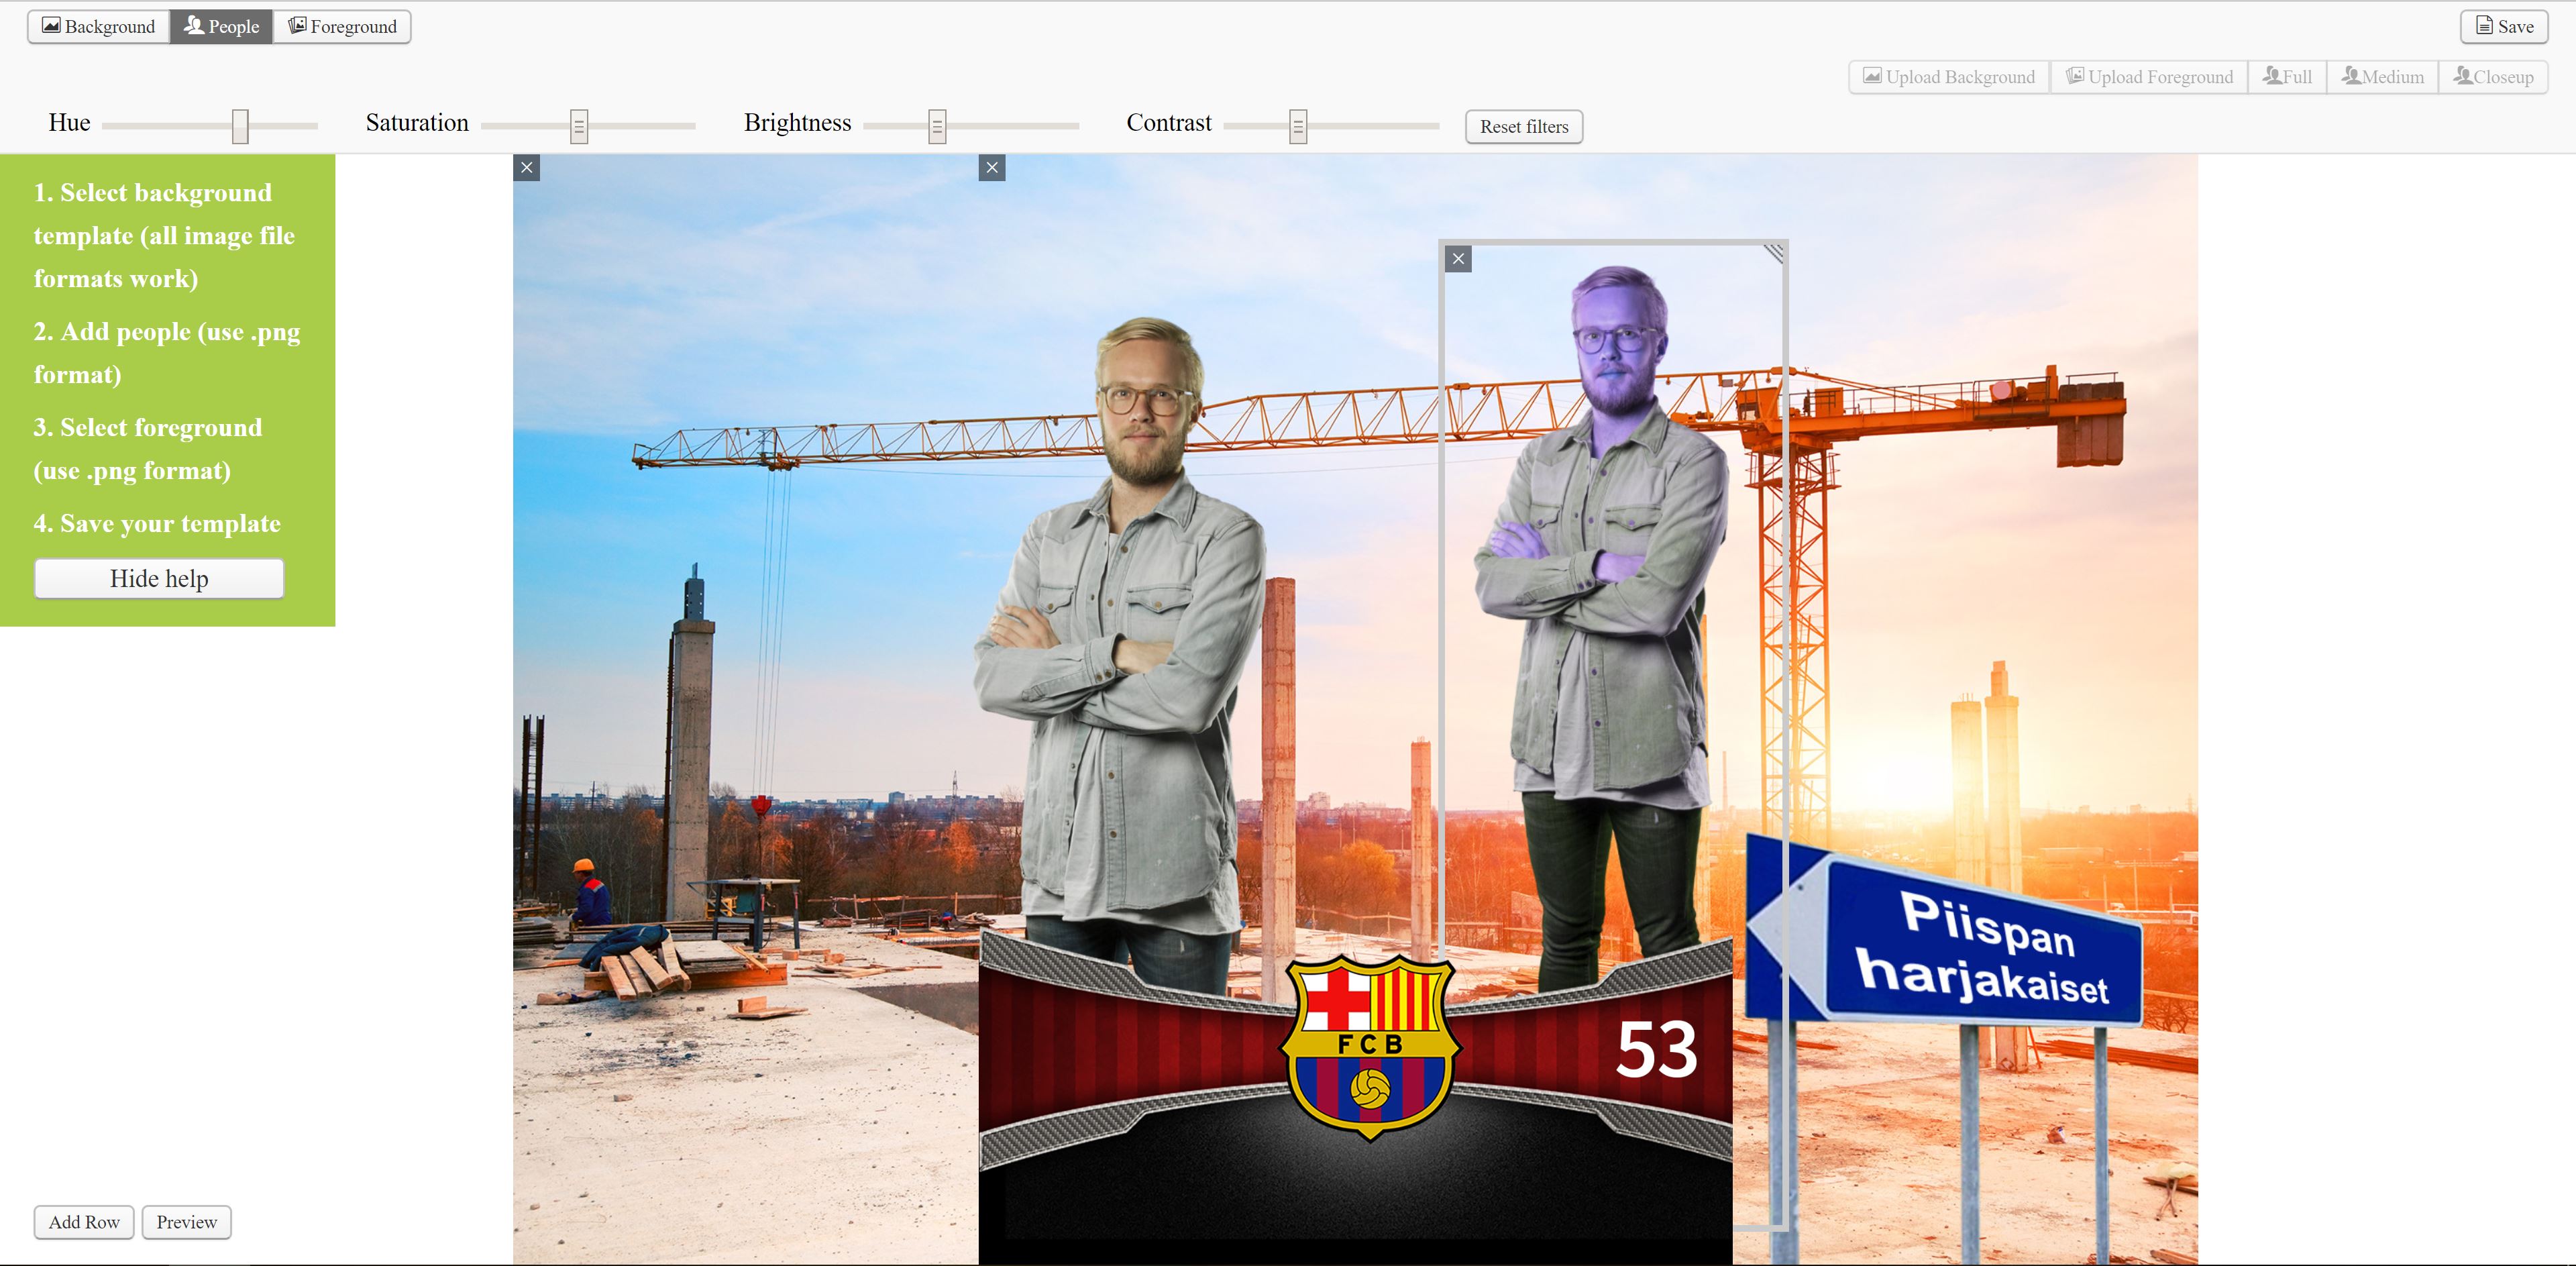 Background People Foreground Save
Upload Background Upload Foreground Full Medium Closeup
Hue Saturation Brightness Contrast Reset filters
1. Select background
template (all image file
formats work)
2. Add people (use .png
format)
3. Select foreground
(use .png format)
4. Save your template
Hide help
Piispan
harjakaiset
FCB
53
Add Row Preview